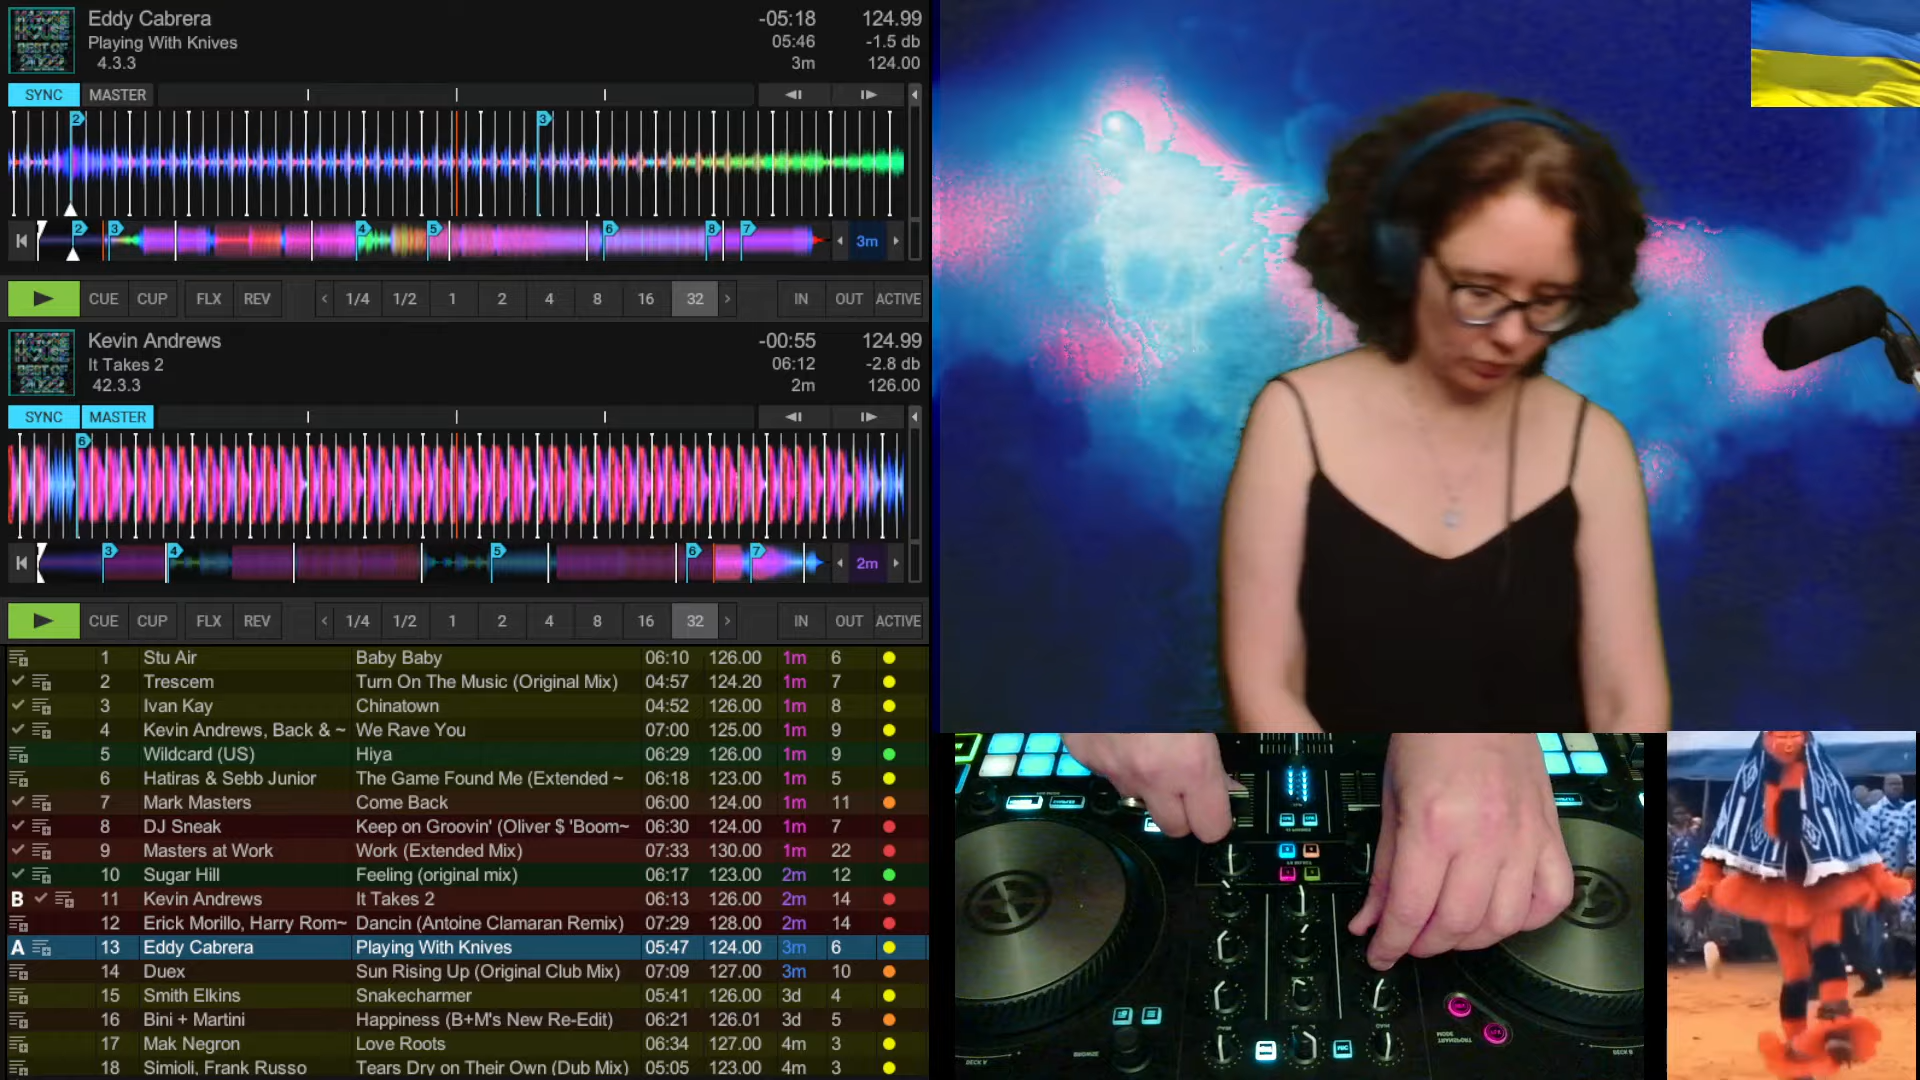 Eddy Cabrera -05:18 124.99
Playing With Knives 05:46 -1.5 db
4.3.3 3m 124.00
SYNC MASTER
2 3
2 3 4 5 6 8 7 3m
CUE CUP FLX REV 1/4 1/2 1 2 4 8 16 32 IN OUT ACTIVE
Kevin Andrews -00:55 124.99
It Takes 2 06:12 -2.8 db
42.3.3 2m 126.00
SYNC MASTER
6
3 4 5 6 7 2m
CUE CUP FLX REV 1/4 1/2 1 2 4 8 16 32 IN OUT ACTIVE
1 Stu Air Baby Baby 06:10 126.00 1m 6
2 Trescem Turn On The Music (Original Mix) 04:57 124.20 1m 7
3 Ivan Kay Chinatown 04:52 126.00 1m 8
4 Kevin Andrews, Back & ~ We Rave You 07:00 125.00 1m 9
5 Wildcard (US) Hiya 06:29 126.00 1m 9
6 Hatiras & Sebb Junior The Game Found Me (Extended ~ 06:18 123.00 1m 5
7 Mark Masters Come Back 06:00 124.00 1m 11
8 DJ Sneak Keep on Groovin' (Oliver $ 'Boom~ 06:30 124.00 1m 7
9 Masters at Work Work (Extended Mix) 07:33 130.00 1m 22
10 Sugar Hill Feeling (original mix) 06:17 123.00 2m 12
B 11 Kevin Andrews It Takes 2 06:13 126.00 2m 14
12 Erick Morillo, Harry Rom~ Dancin (Antoine Clamaran Remix) 07:29 128.00 2m 14
A 13 Eddy Cabrera Playing With Knives 05:47 124.00 3m 6
14 Duex Sun Rising Up (Original Club Mix) 07:09 127.00 3m 10
15 Smith Elkins Snakecharmer 05:41 126.00 3d 4
16 Bini + Martini Happiness (B+M's New Re-Edit) 06:21 126.01 3d 5
17 Mak Negron Love Roots 06:34 127.00 4m 3
18 Simioli, Frank Russo Tears Dry on Their Own (Dub Mix) 05:05 123.00 4m 3